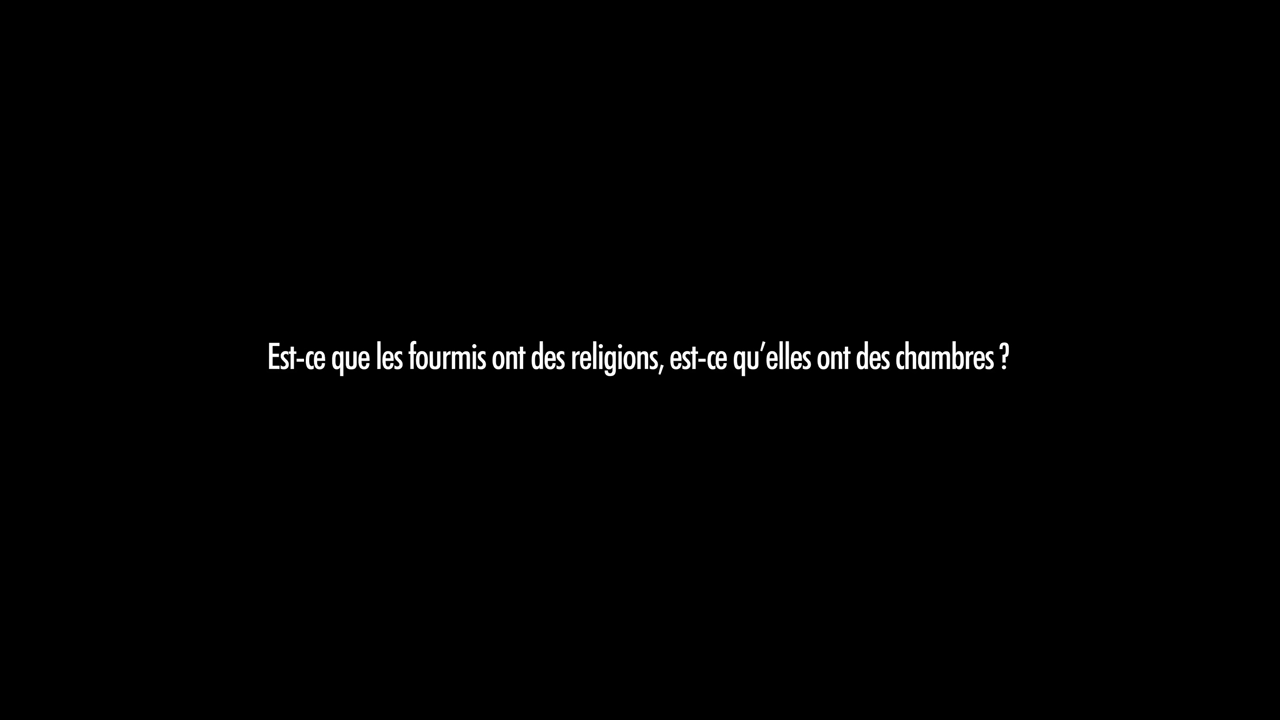 Est-ce que les fourmis ont des religions, est-ce qu’elles ont des chambres ?